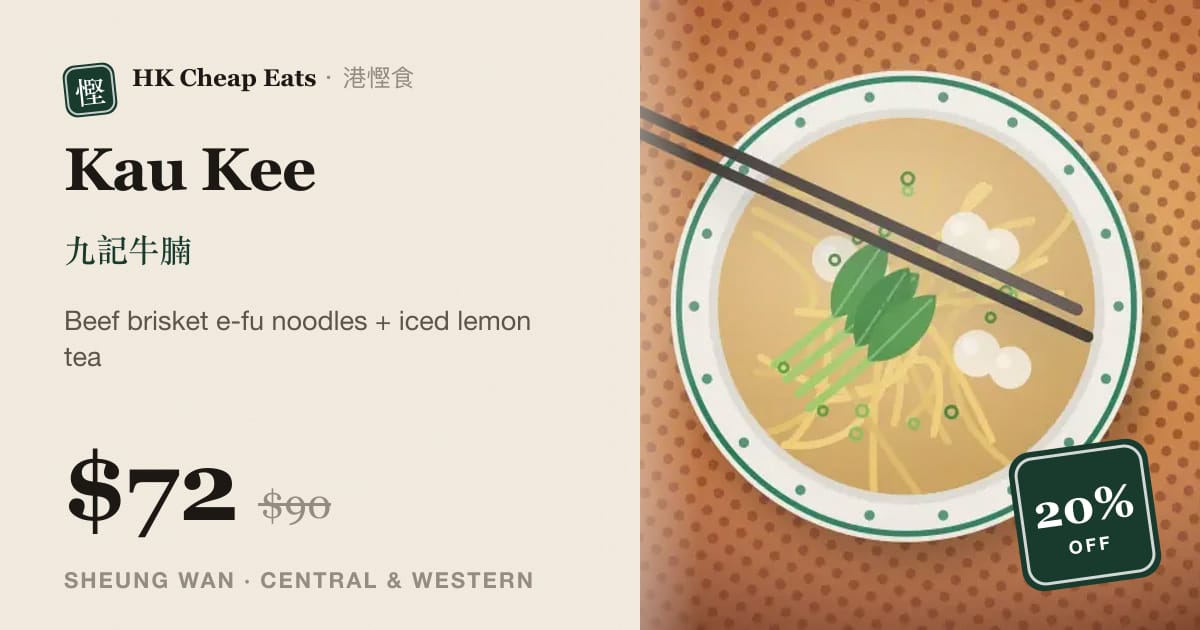 慳
HK Cheap Eats · 港慳食
Kau Kee
九記牛腩
Beef brisket e-fu noodles + iced lemon
tea
$72 $90
SHEUNG WAN · CENTRAL & WESTERN
20%
OFF